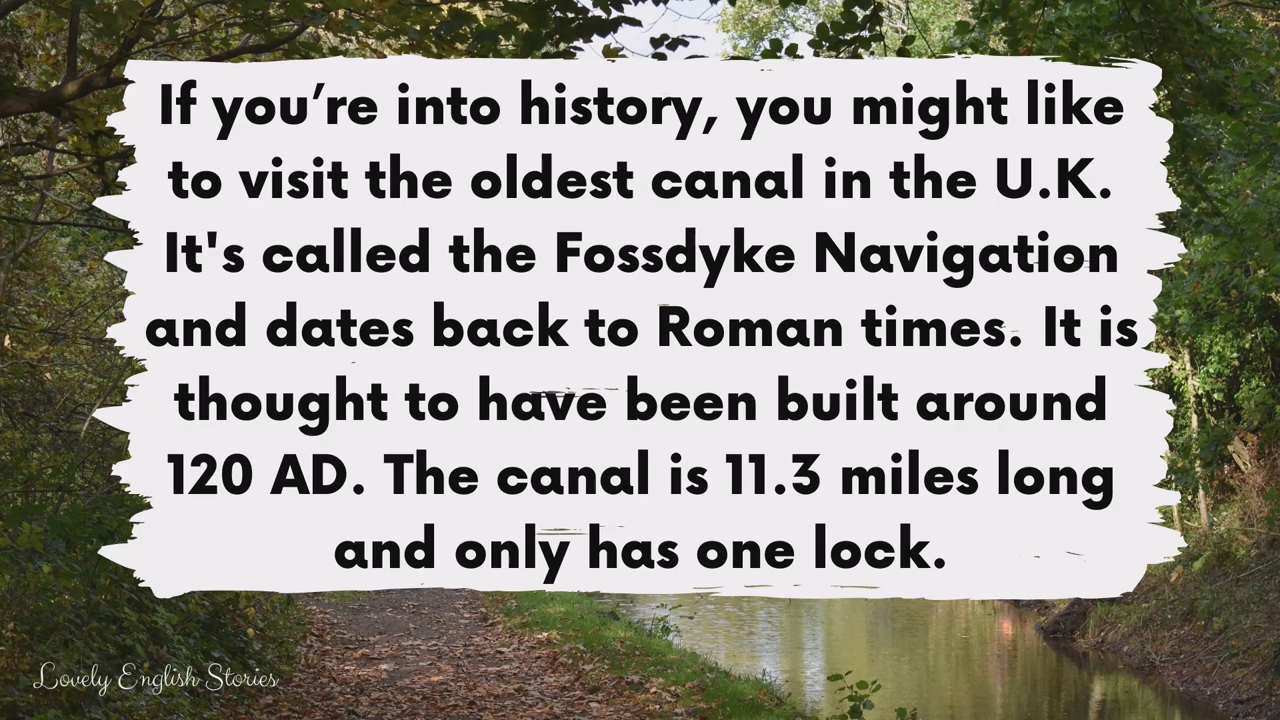 If you’re into history, you might like
to visit the oldest canal in the U.K.
It's called the Fossdyke Navigation
and dates back to Roman times. It is
thought to have been built around
120 AD. The canal is 11.3 miles long
and only has one lock.
Lovely English Stories